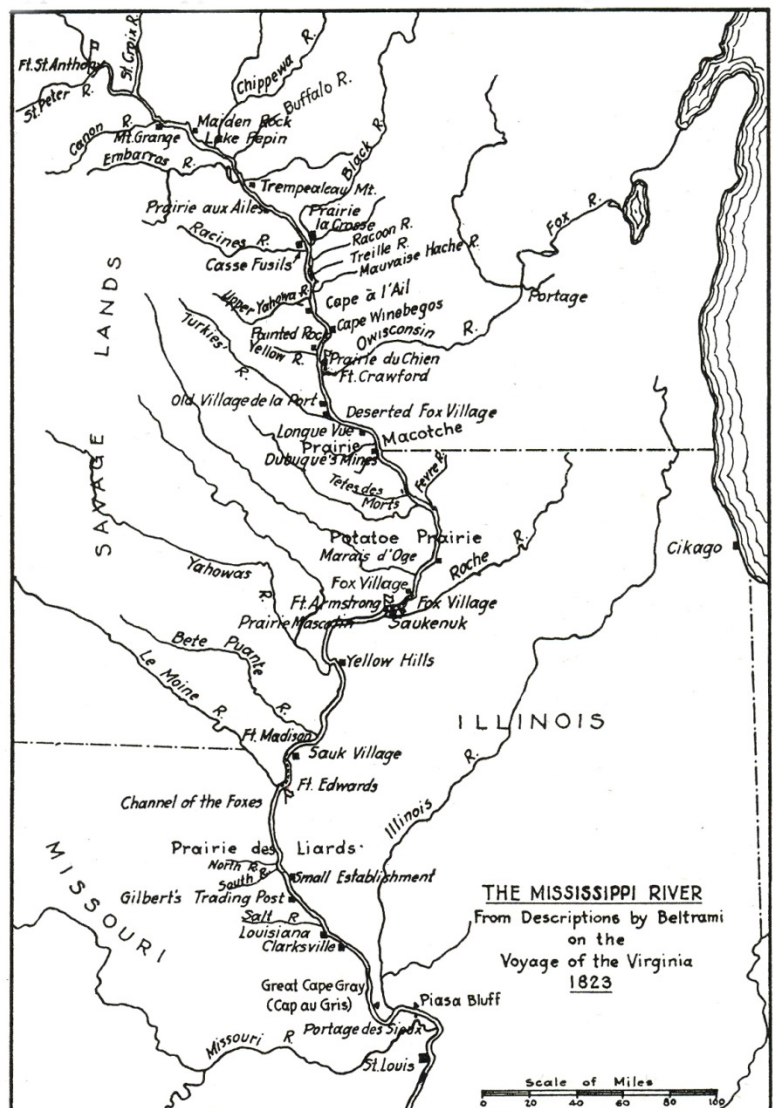 St. Croix R.
Ft. St. Anthony
St. Peter R.
Chippewa R.
Buffalo R.
Canon R.
Mt. Grange
Maiden Rock
Lake Pepin
Embarras R.
Black R.
Trempealeau Mt.
Prairie aux Ailes
Prairie
la Crosse
Racines R.
Casse Fusils
Racoon R.
Treille R.
Mauvaise Hache R.
Fox R.
Portage
Upper Yahowa R.
Cape à l'Ail
Cape Winebegos
Owisconsin R.
Painted Rock
Yellow R.
Prairie du Chien
Ft. Crawford
Turkies R.
SAVAGE LANDS
Old Village de la Port
Deserted Fox Village
Longue Vue
Prairie Macotche
Dubuque's Mines
Fevre R.
Tetes des
Morts
Potatoe Prairie
Marais d'Oge
Roche R.
Cikago
Yahowas R.
Fox Village
Ft. Armstrong
Fox Village
Prairie Mascotin
Saukenuk
Bete Puante R.
Le Moine R.
Yellow Hills
ILLINOIS
Ft. Madison
Sauk Village
Ft. Edwards
Channel of the Foxes
Illinois R.
MISSOURI
Prairie des Liards
North R.
South R.
Small Establishment
Gilbert's Trading Post
Salt R
Louisiana
Clarksville
Great Cape Gray
(Cap au Gris)
Piasa Bluff
Portage des Sioux
Missouri R
St. Louis
THE MISSISSIPPI RIVER
From Descriptions by Beltrami
on the
Voyage of the Virginia
1823
Scale of Miles
0 20 40 60 80 100